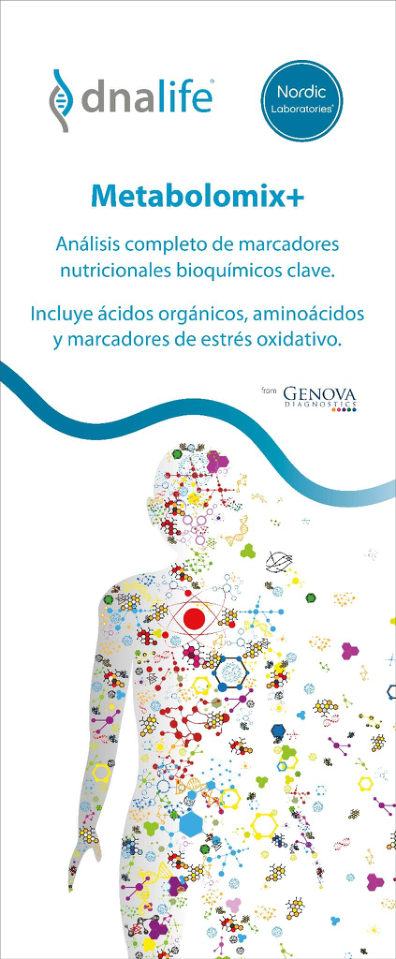 dnalife®
Nordic
Laboratories®
Metabolomix+
Análisis completo de marcadores
nutricionales bioquímicos clave.
Incluye ácidos orgánicos, aminoácidos
y marcadores de estrés oxidativo.
from GENOVA
DIAGNOSTICS